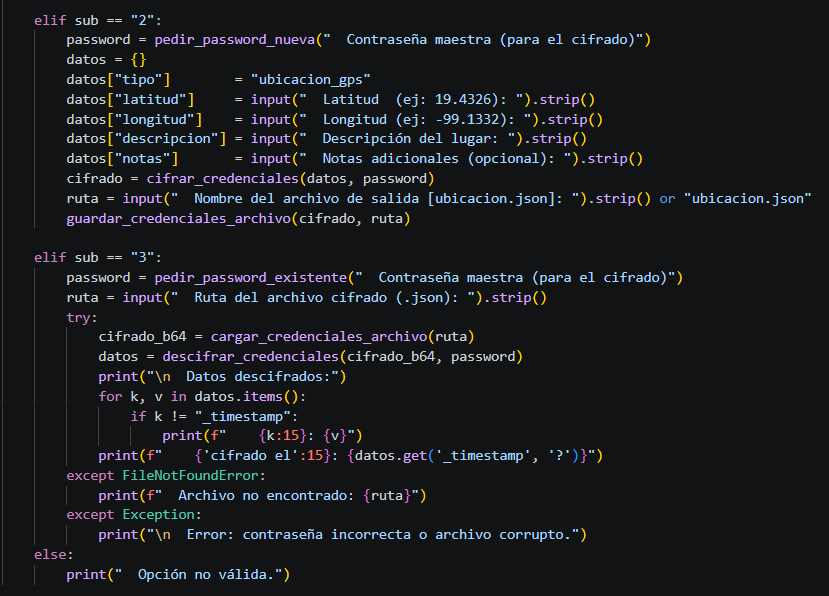 elif sub == "2":
    password = pedir_password_nueva("  Contraseña maestra (para el cifrado)")
    datos = {}
    datos["tipo"]        = "ubicacion_gps"
    datos["latitud"]     = input("  Latitud  (ej: 19.4326): ").strip()
    datos["longitud"]    = input("  Longitud (ej: -99.1332): ").strip()
    datos["descripcion"] = input("  Descripción del lugar: ").strip()
    datos["notas"]       = input("  Notas adicionales (opcional): ").strip()
    cifrado = cifrar_credenciales(datos, password)
    ruta = input("  Nombre del archivo de salida [ubicacion.json]: ").strip() or "ubicacion.json"
    guardar_credenciales_archivo(cifrado, ruta)

elif sub == "3":
    password = pedir_password_existente("  Contraseña maestra (para el cifrado)")
    ruta = input("  Ruta del archivo cifrado (.json): ").strip()
    try:
        cifrado_b64 = cargar_credenciales_archivo(ruta)
        datos = descifrar_credenciales(cifrado_b64, password)
        print("\n  Datos descifrados:")
        for k, v in datos.items():
            if k != "_timestamp":
                print(f"    {k:15}: {v}")
        print(f"    {'cifrado el':15}: {datos.get('_timestamp', '?')}")
    except FileNotFoundError:
        print(f"  Archivo no encontrado: {ruta}")
    except Exception:
        print("\n  Error: contraseña incorrecta o archivo corrupto.")
else:
    print("  Opción no válida.")